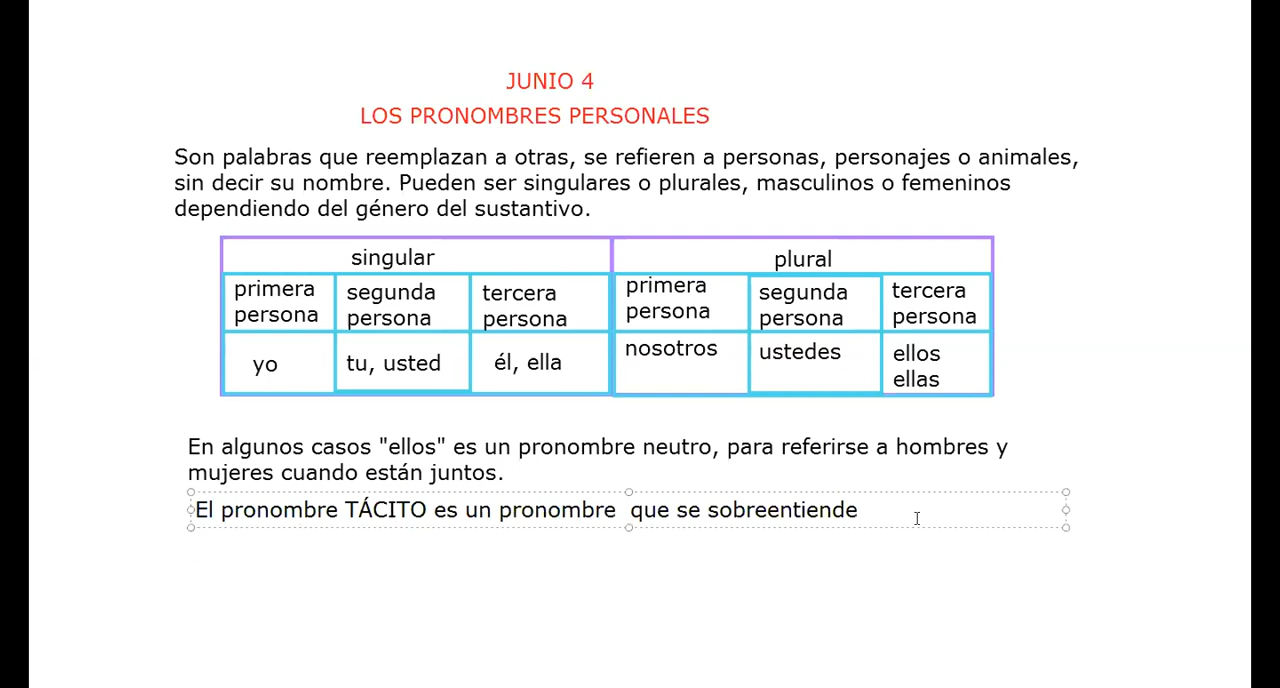 JUNIO 4
LOS PRONOMBRES PERSONALES
Son palabras que reemplazan a otras, se refieren a personas, personajes o animales,
sin decir su nombre. Pueden ser singulares o plurales, masculinos o femeninos
dependiendo del género del sustantivo.
singular
plural
primera
persona
segunda
persona
tercera
persona
primera
persona
segunda
persona
tercera
persona
yo
tu, usted
él, ella
nosotros
ustedes
ellos
ellas
En algunos casos "ellos" es un pronombre neutro, para referirse a hombres y
mujeres cuando están juntos.
El pronombre TÁCITO es un pronombre  que se sobreentiende